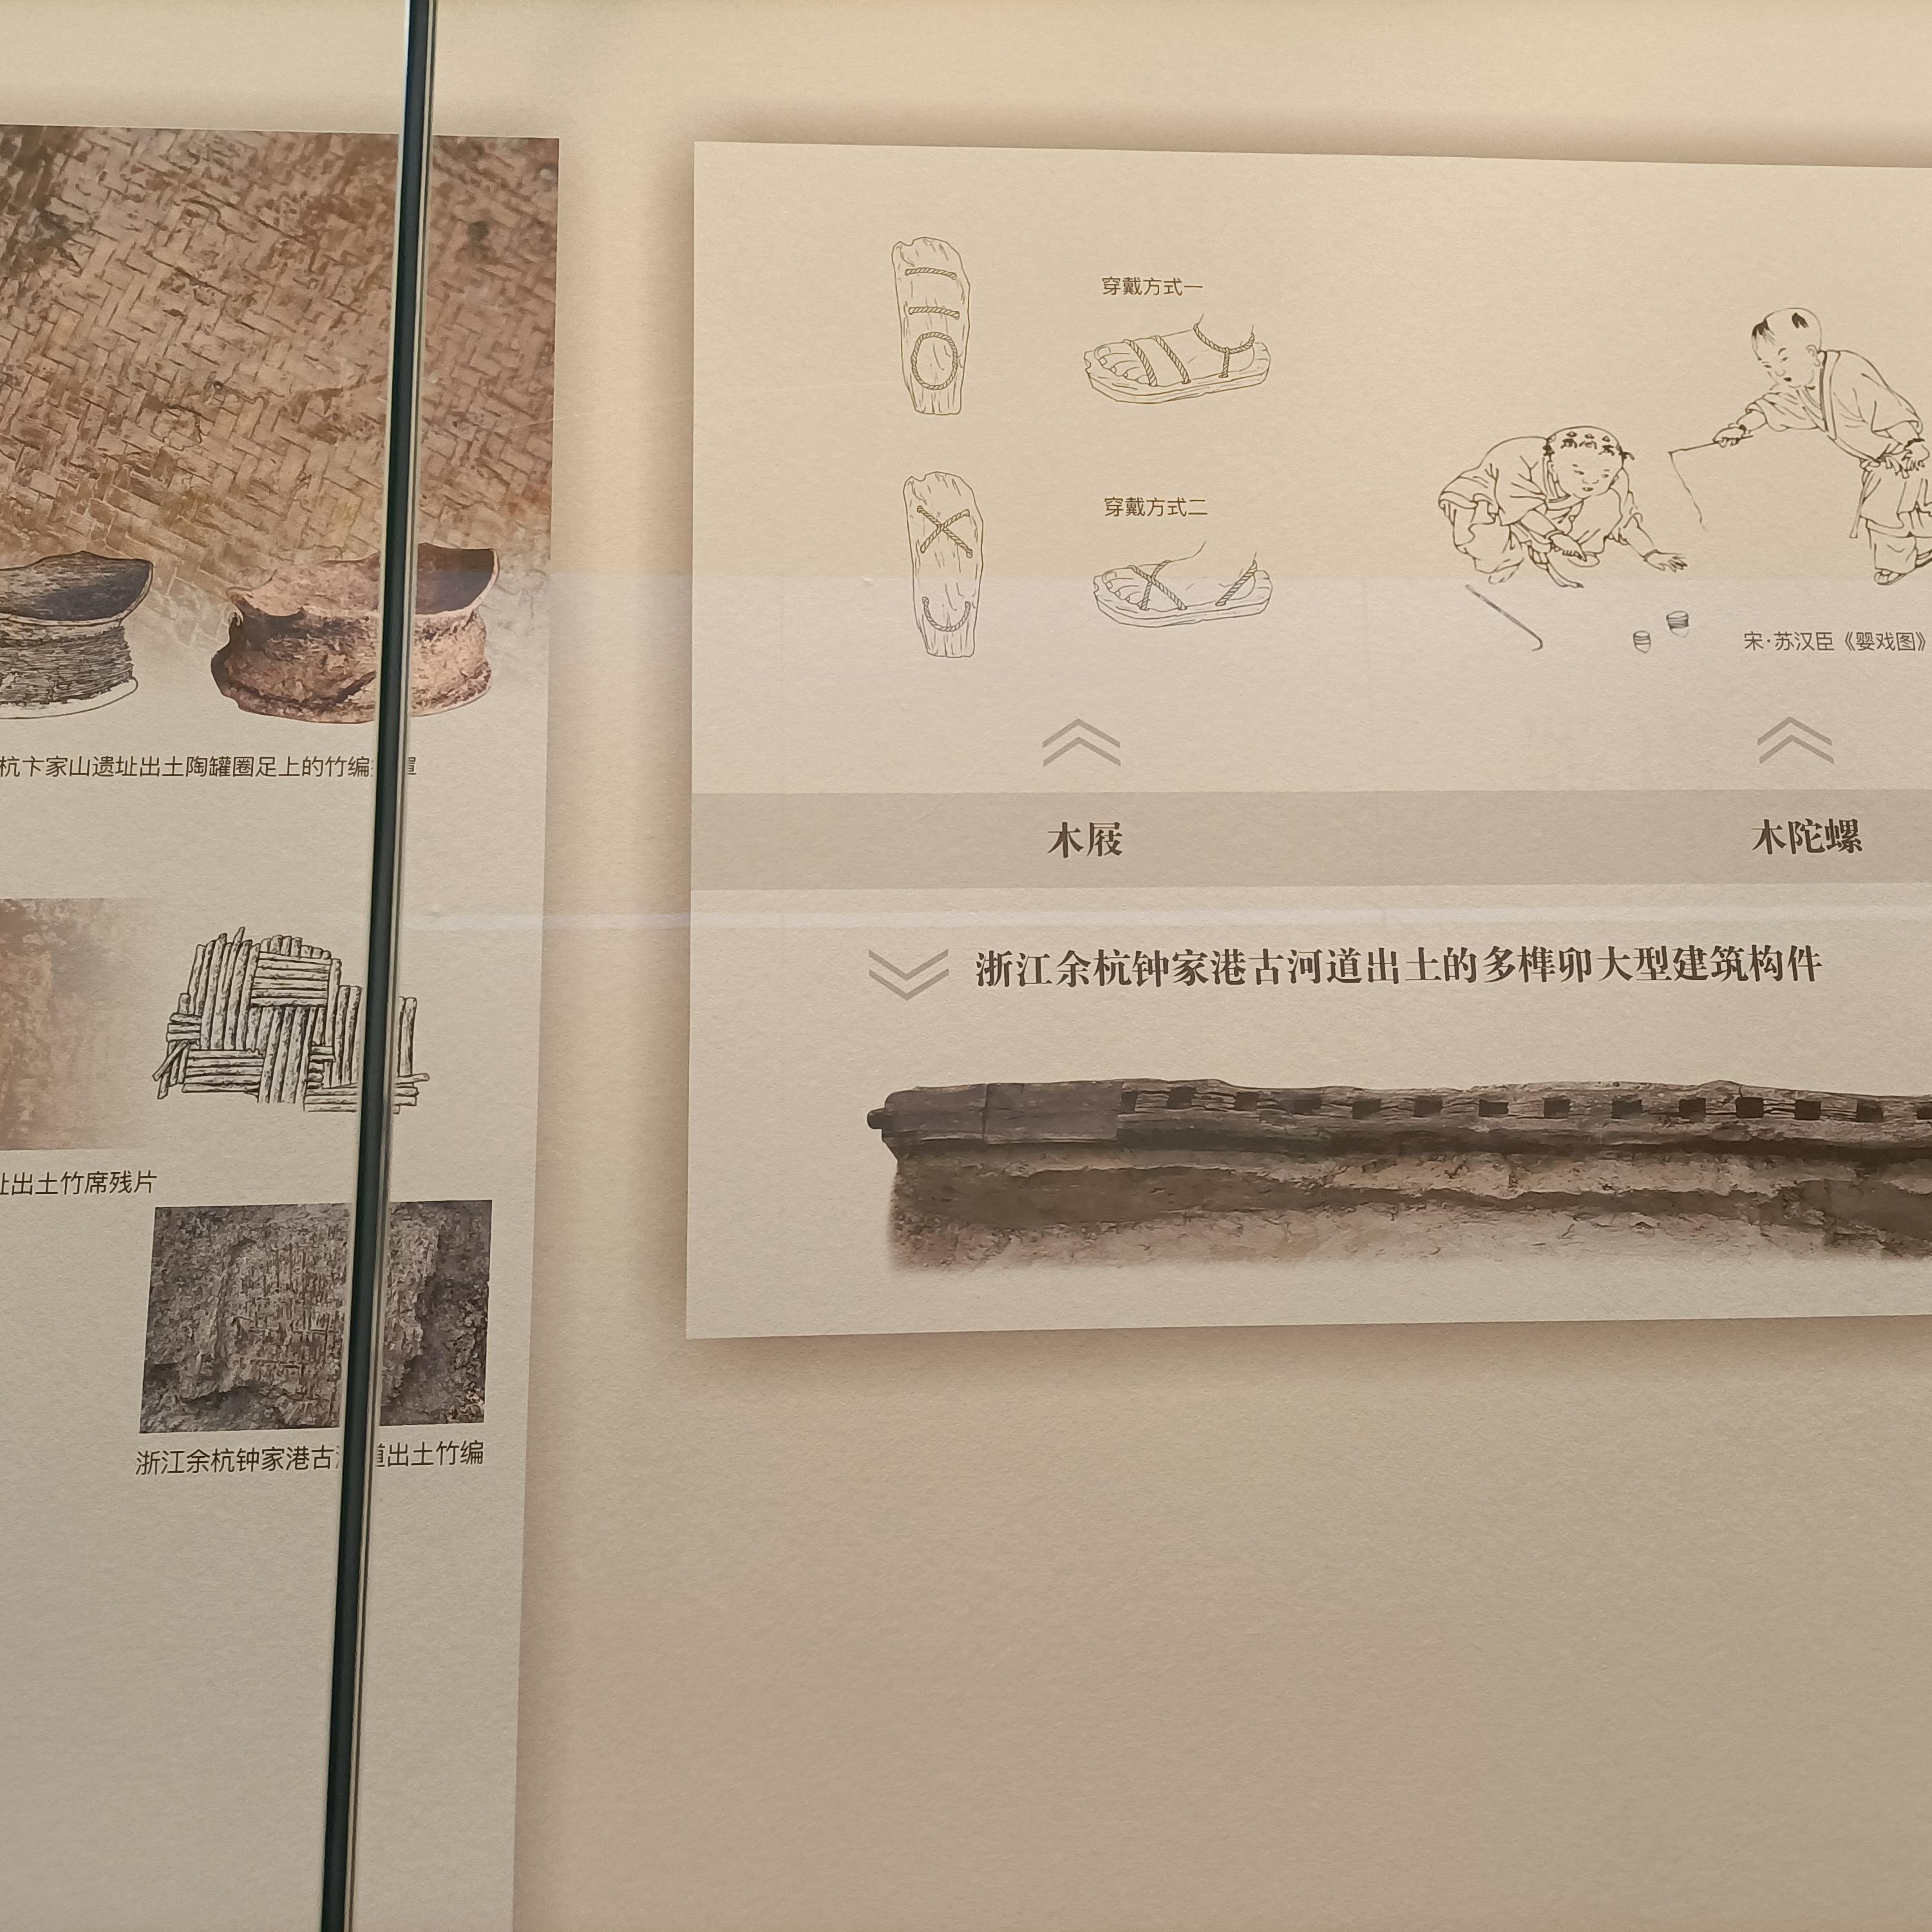 杭卞家山遗址出土陶罐圈足上的竹编
址出土竹席残片
浙江余杭钟家港古 道出土竹编
穿戴方式一
穿戴方式二
宋·苏汉臣《婴戏图》
木屐
木陀螺
浙江余杭钟家港古河道出土的多榫卯大型建筑构件